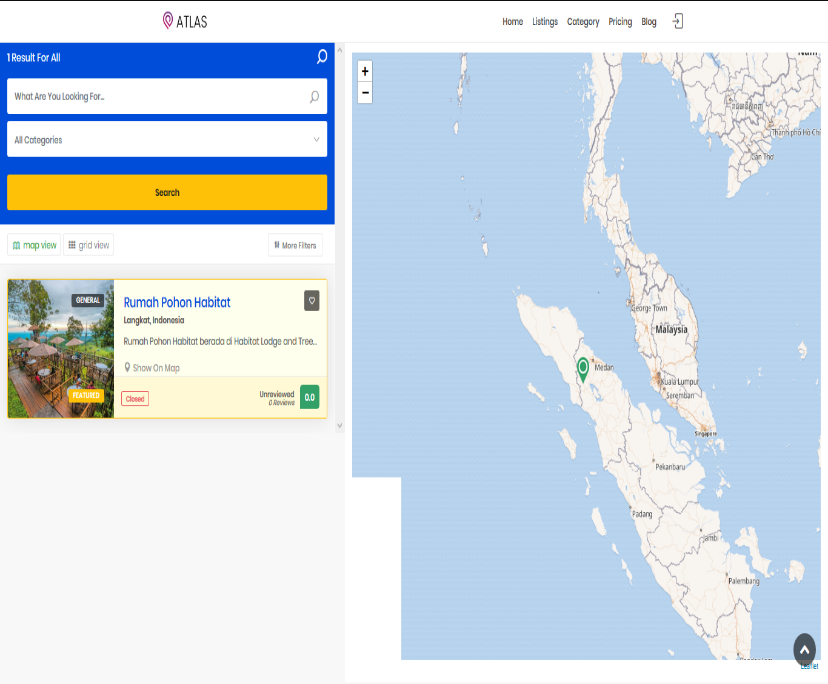 ATLAS
Home Listings Category Pricing Blog
1 Result For All
What Are You Looking For...
All Categories
Search
map view grid view More Filters
GENERAL
FEATURED
Rumah Pohon Habitat
Langkat, Indonesia
Rumah Pohon Habitat berada di Habitat Lodge and Tree...
Show On Map
Closed
Unreviewed
0 Reviews
0.0
+
−
Thành phố Hồ Chí
Cần Thơ
George Town
Malaysia
Medan
Kuala Lumpur
Seremban
Singapore
Pekanbaru
Padang
Jambi
Palembang
Leaflet